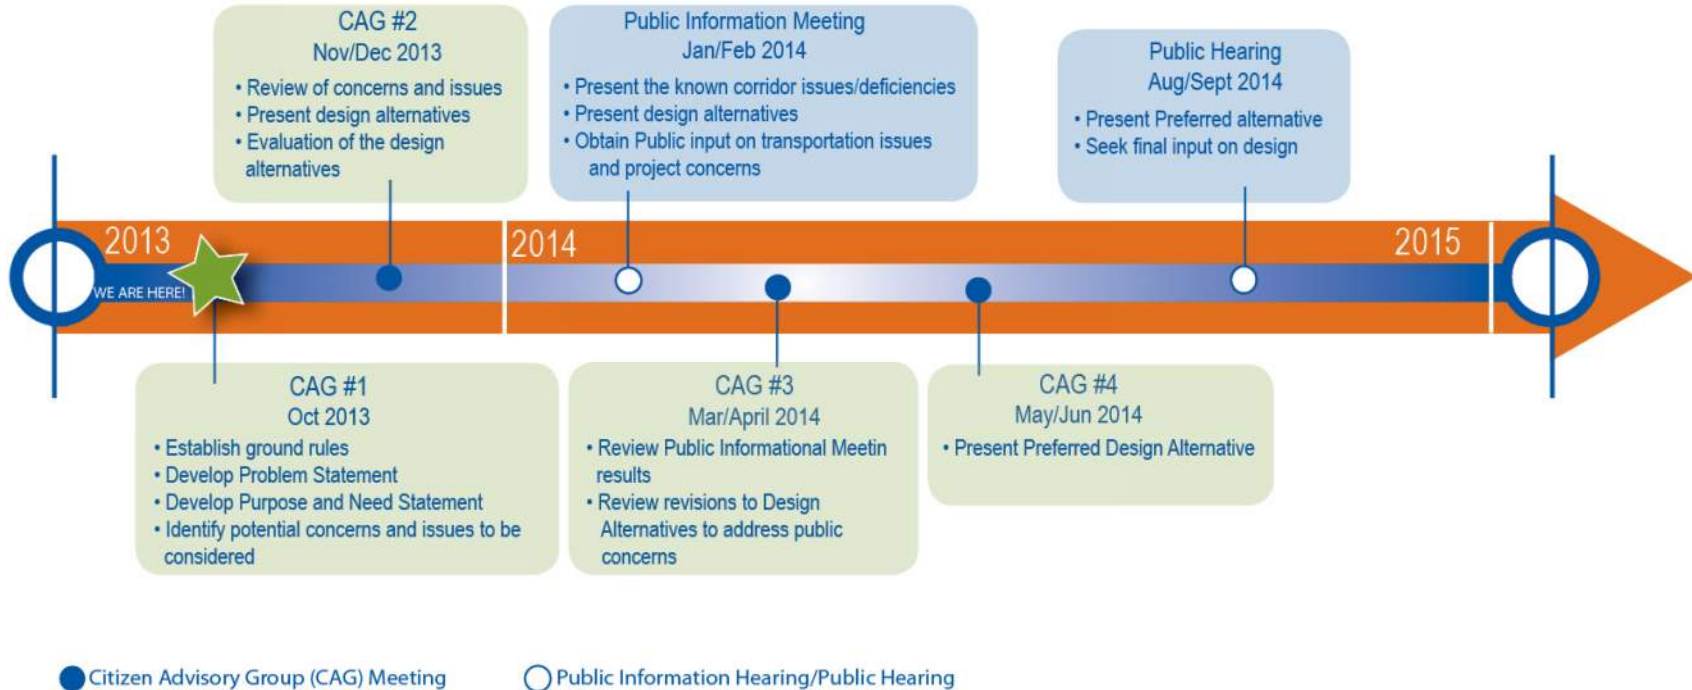 CAG #2
Nov/Dec 2013
• Review of concerns and issues
• Present design alternatives
• Evaluation of the design
alternatives
Public Information Meeting
Jan/Feb 2014
• Present the known corridor issues/deficiencies
• Present design alternatives
• Obtain Public input on transportation issues
and project concerns
Public Hearing
Aug/Sept 2014
• Present Preferred alternative
• Seek final input on design
2013
2014
2015
WE ARE HERE!
CAG #1
Oct 2013
• Establish ground rules
• Develop Problem Statement
• Develop Purpose and Need Statement
• Identify potential concerns and issues to be
considered
CAG #3
Mar/April 2014
• Review Public Informational Meetin
results
• Review revisions to Design
Alternatives to address public
concerns
CAG #4
May/Jun 2014
• Present Preferred Design Alternative
Citizen Advisory Group (CAG) Meeting
Public Information Hearing/Public Hearing